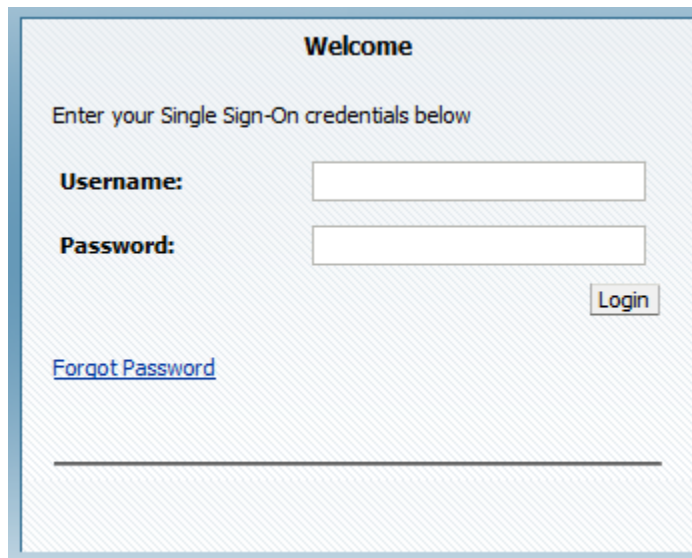 Welcome
Enter your Single Sign-On credentials below
Username:
Password:
Login
Forgot Password